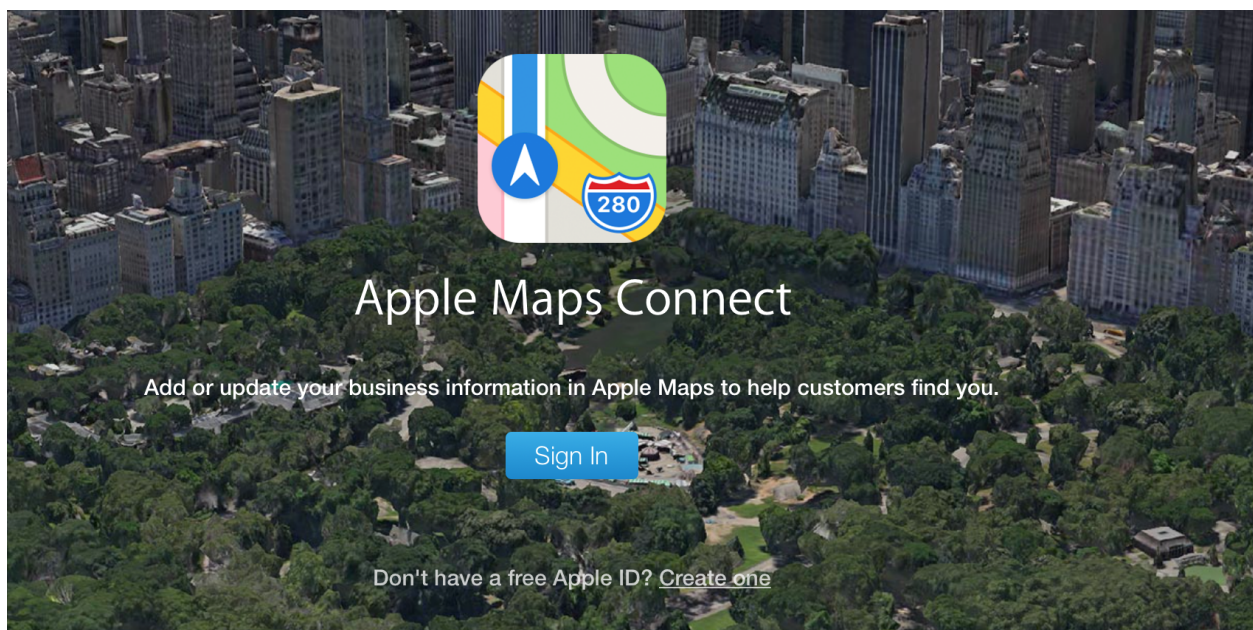 280
Apple Maps Connect
Add or update your business information in Apple Maps to help customers find you.
Sign In
Don't have a free Apple ID? Create one